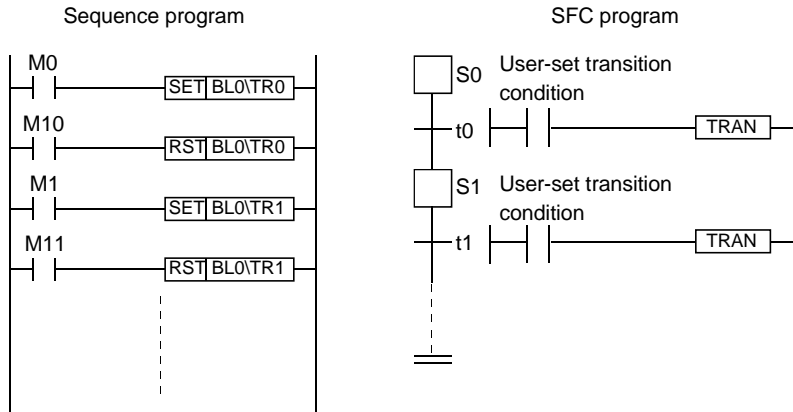 Sequence program
M0
SET BL0\TR0
M10
RST BL0\TR0
M1
SET BL0\TR1
M11
RST BL0\TR1
SFC program
S0 User-set transition
condition
t0 TRAN
S1 User-set transition
condition
t1 TRAN